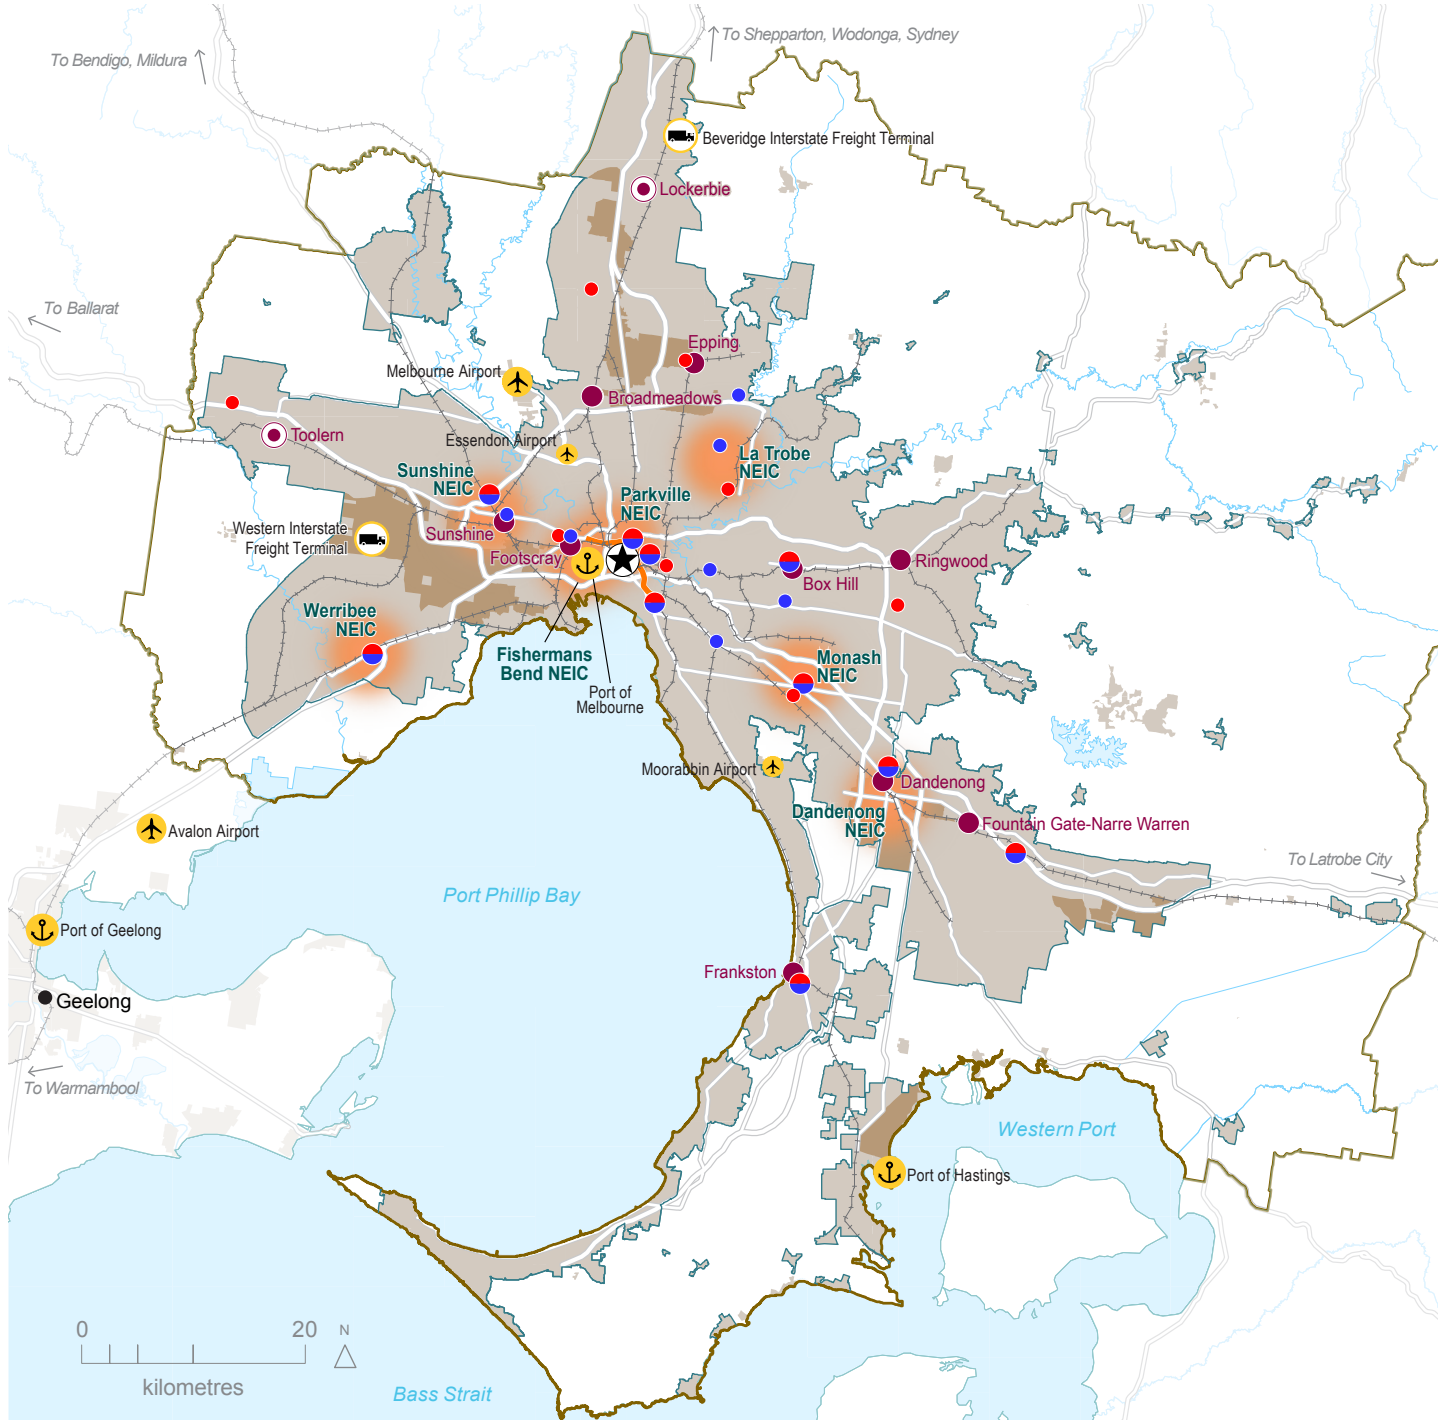 To Shepparton, Wodonga, Sydney
To Bendigo, Mildura
Beveridge Interstate Freight Terminal
Lockerbie
To Ballarat
Epping
Melbourne Airport
Broadmeadows
Toolern
Essendon Airport
La Trobe
NEIC
Sunshine
NEIC
Parkville
NEIC
Western Interstate
Freight Terminal
Sunshine
Footscray
Ringwood
Box Hill
Werribee
NEIC
Fishermans
Bend NEIC
Monash
NEIC
Port of
Melbourne
Moorabbin Airport
Dandenong
Dandenong
NEIC
Fountain Gate-Narre Warren
Avalon Airport
To Latrobe City
Port Phillip Bay
Port of Geelong
Frankston
Geelong
To Warrnambool
Western Port
Port of Hastings
0 20 N
kilometres
Bass Strait